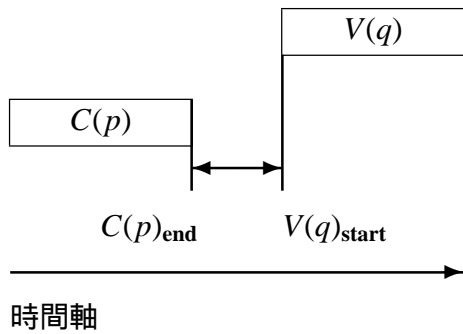 V(q)
C(p)
C(p)end V(q)start
時間軸